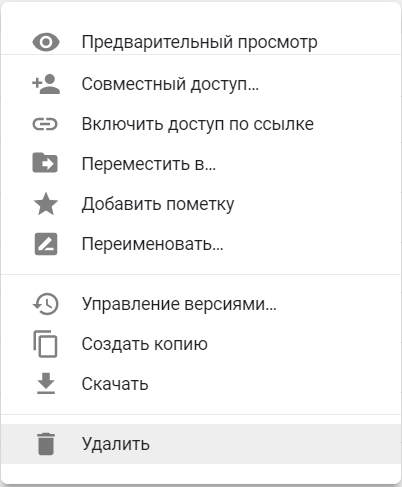 Предварительный просмотр
Совместный доступ...
Включить доступ по ссылке
Переместить в...
Добавить пометку
Переименовать...
Управление версиями...
Создать копию
Скачать
Удалить